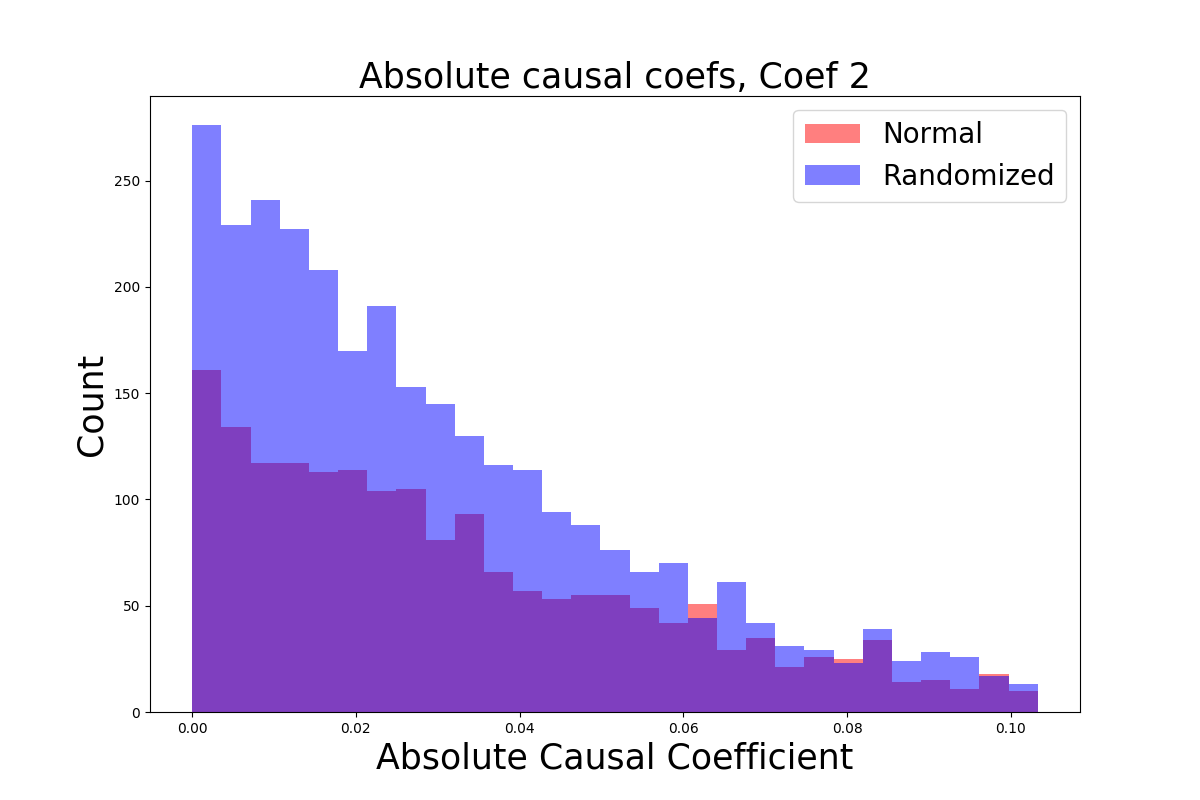 Absolute causal coefs, Coef 2
Normal
Randomized
Count
250
200
150
100
50
0
0.00 0.02 0.04 0.06 0.08 0.10
Absolute Causal Coefficient